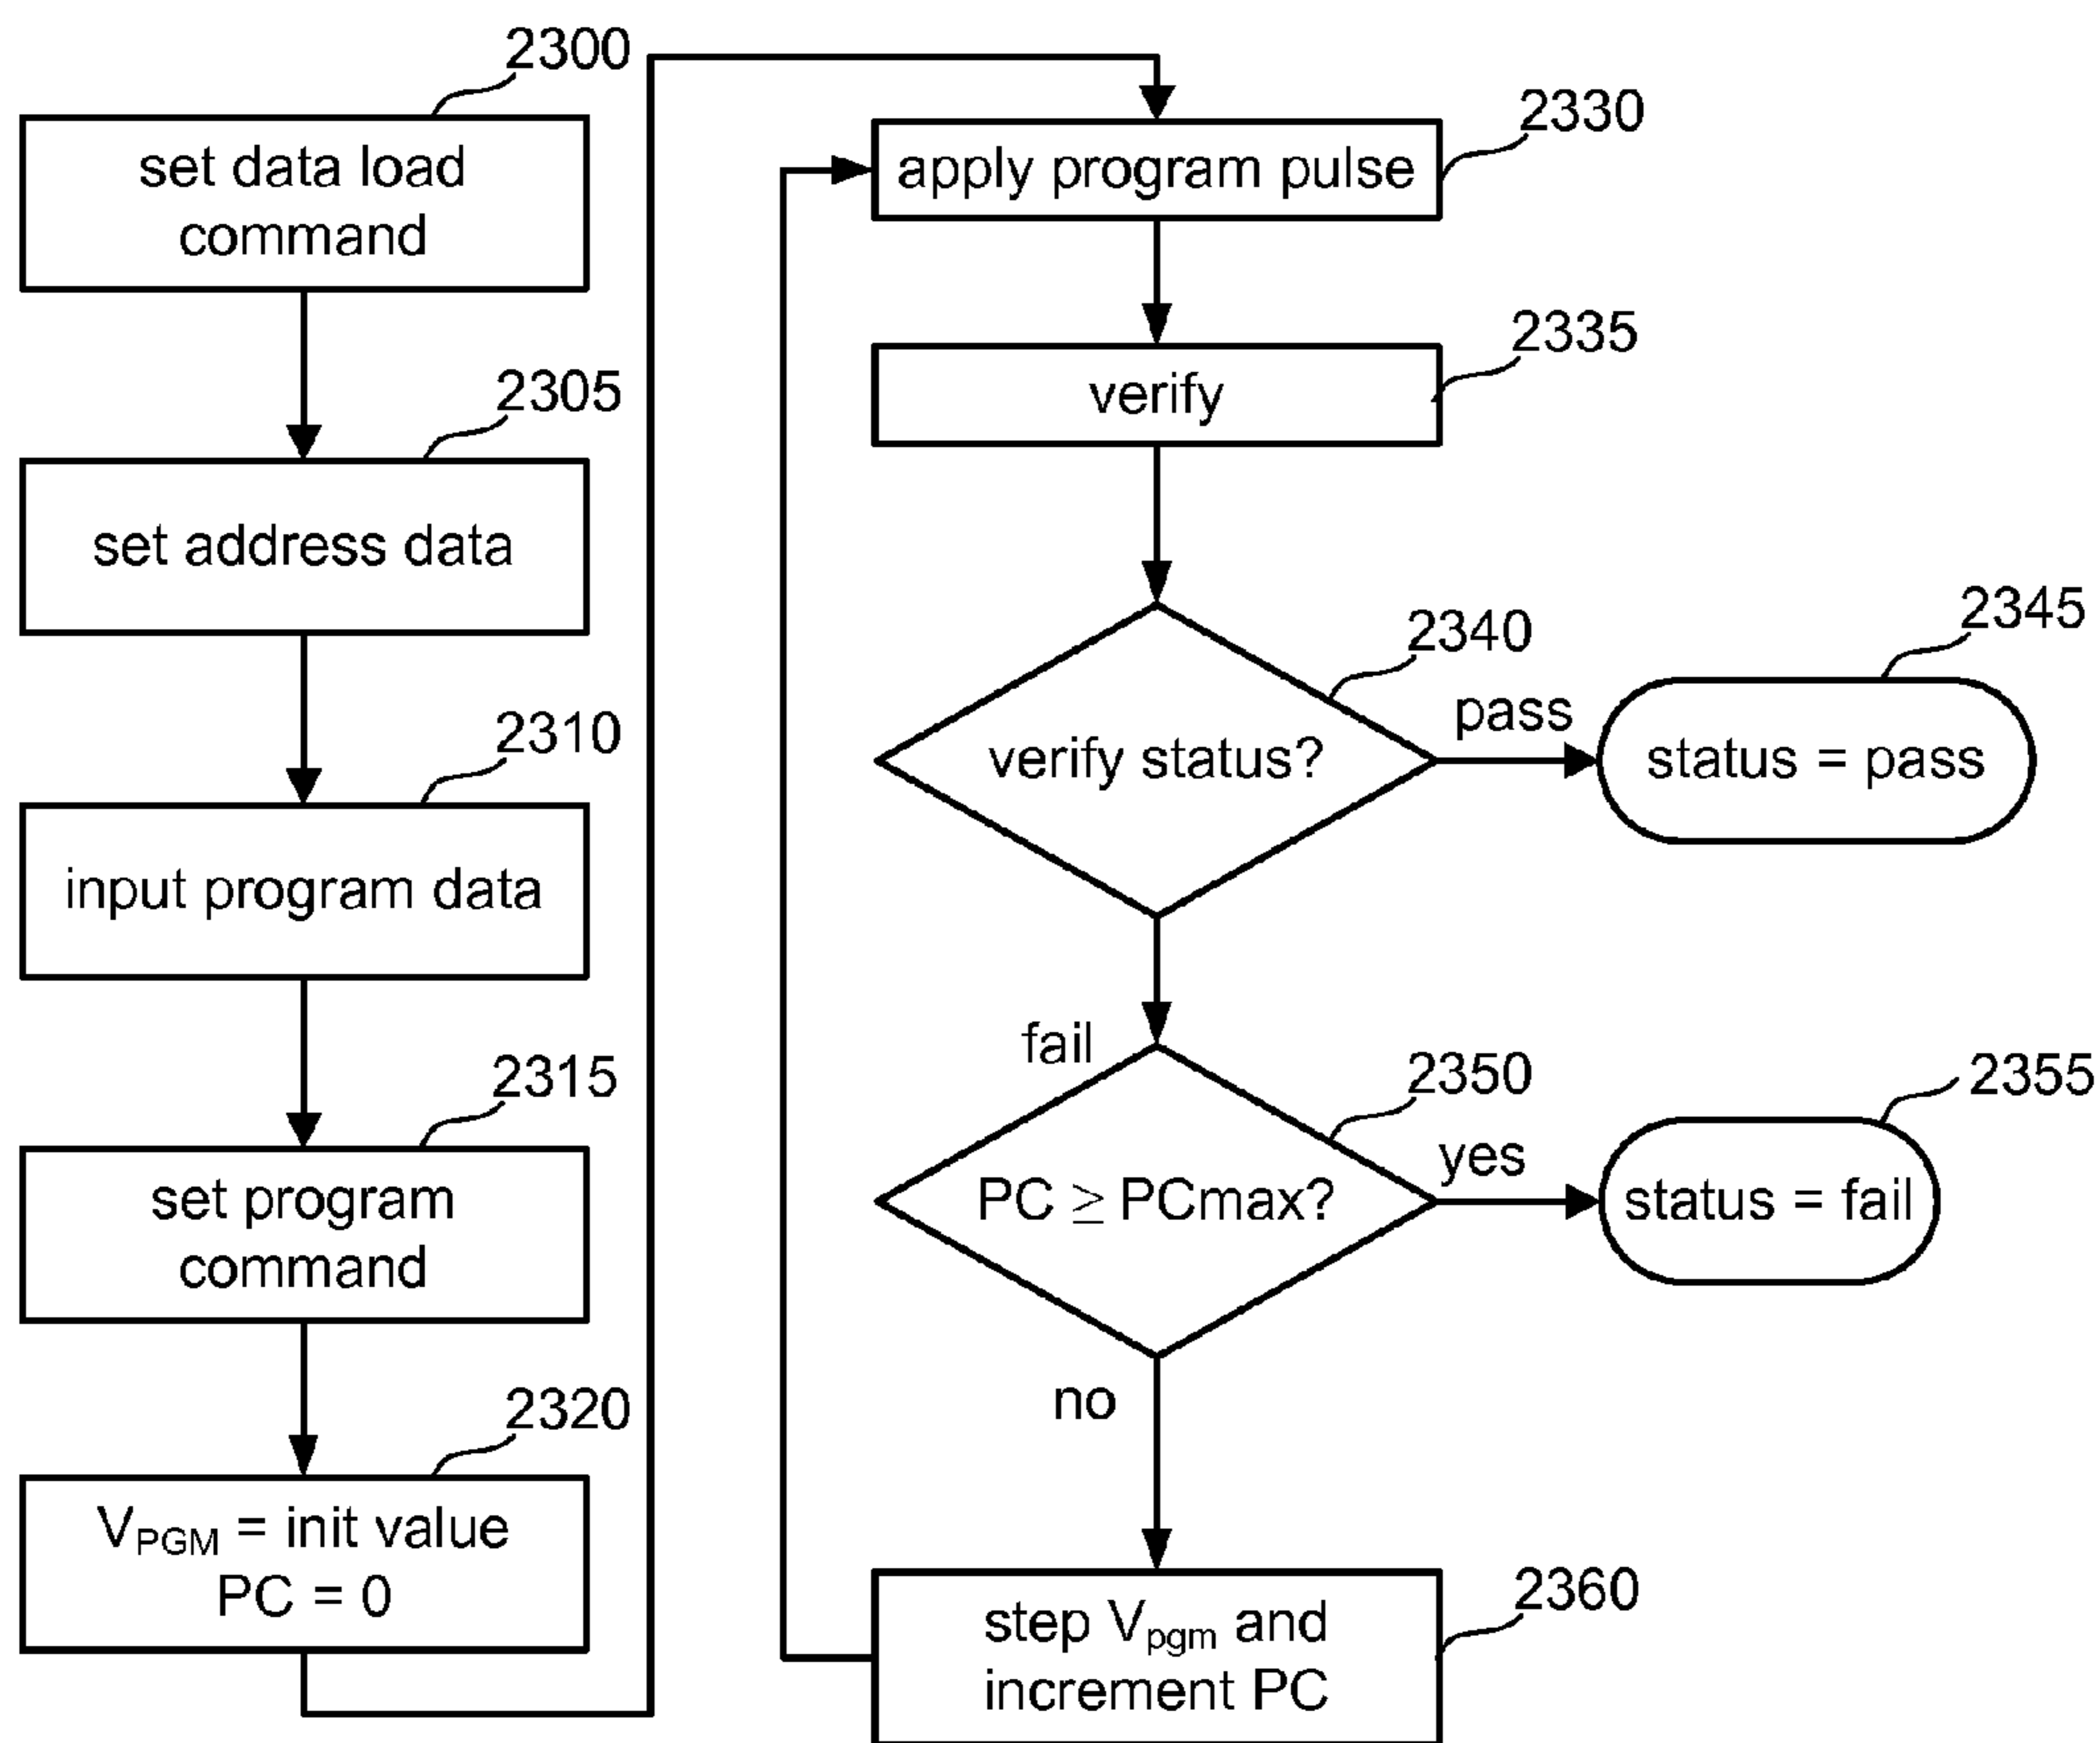 2300
set data load
command
2305
set address data
2310
input program data
2315
set program
command
2320
VPGM = init value
PC = 0
2330
apply program pulse
2335
verify
2340
verify status?
pass
2345
status = pass
fail
2350
PC ≥ PCmax?
yes
2355
status = fail
no
2360
step Vpgm and
increment PC